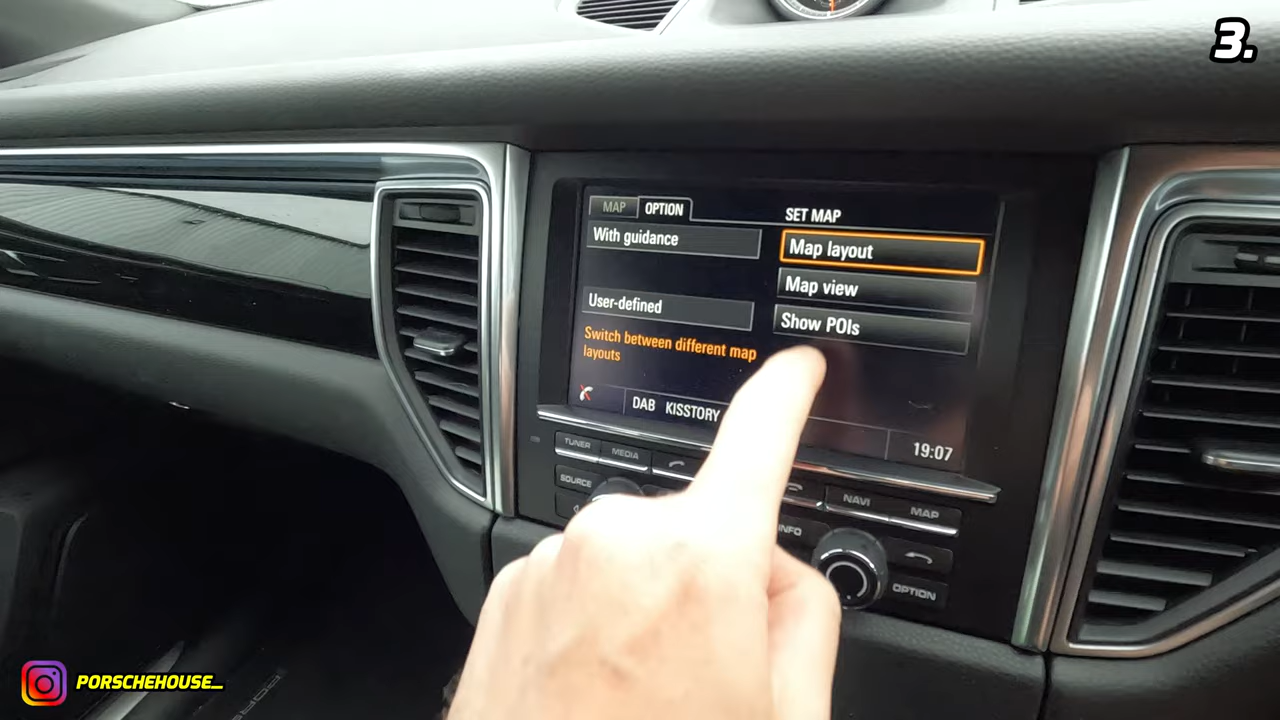 3.
MAP OPTION
SET MAP
With guidance
Map layout
Map view
User-defined
Show POIs
Switch between different map
layouts
DAB KISSTORY
19:07
TUNER
MEDIA
NAVI
MAP
SOURCE
INFO
OPTION
PORSCHEHOUSE_